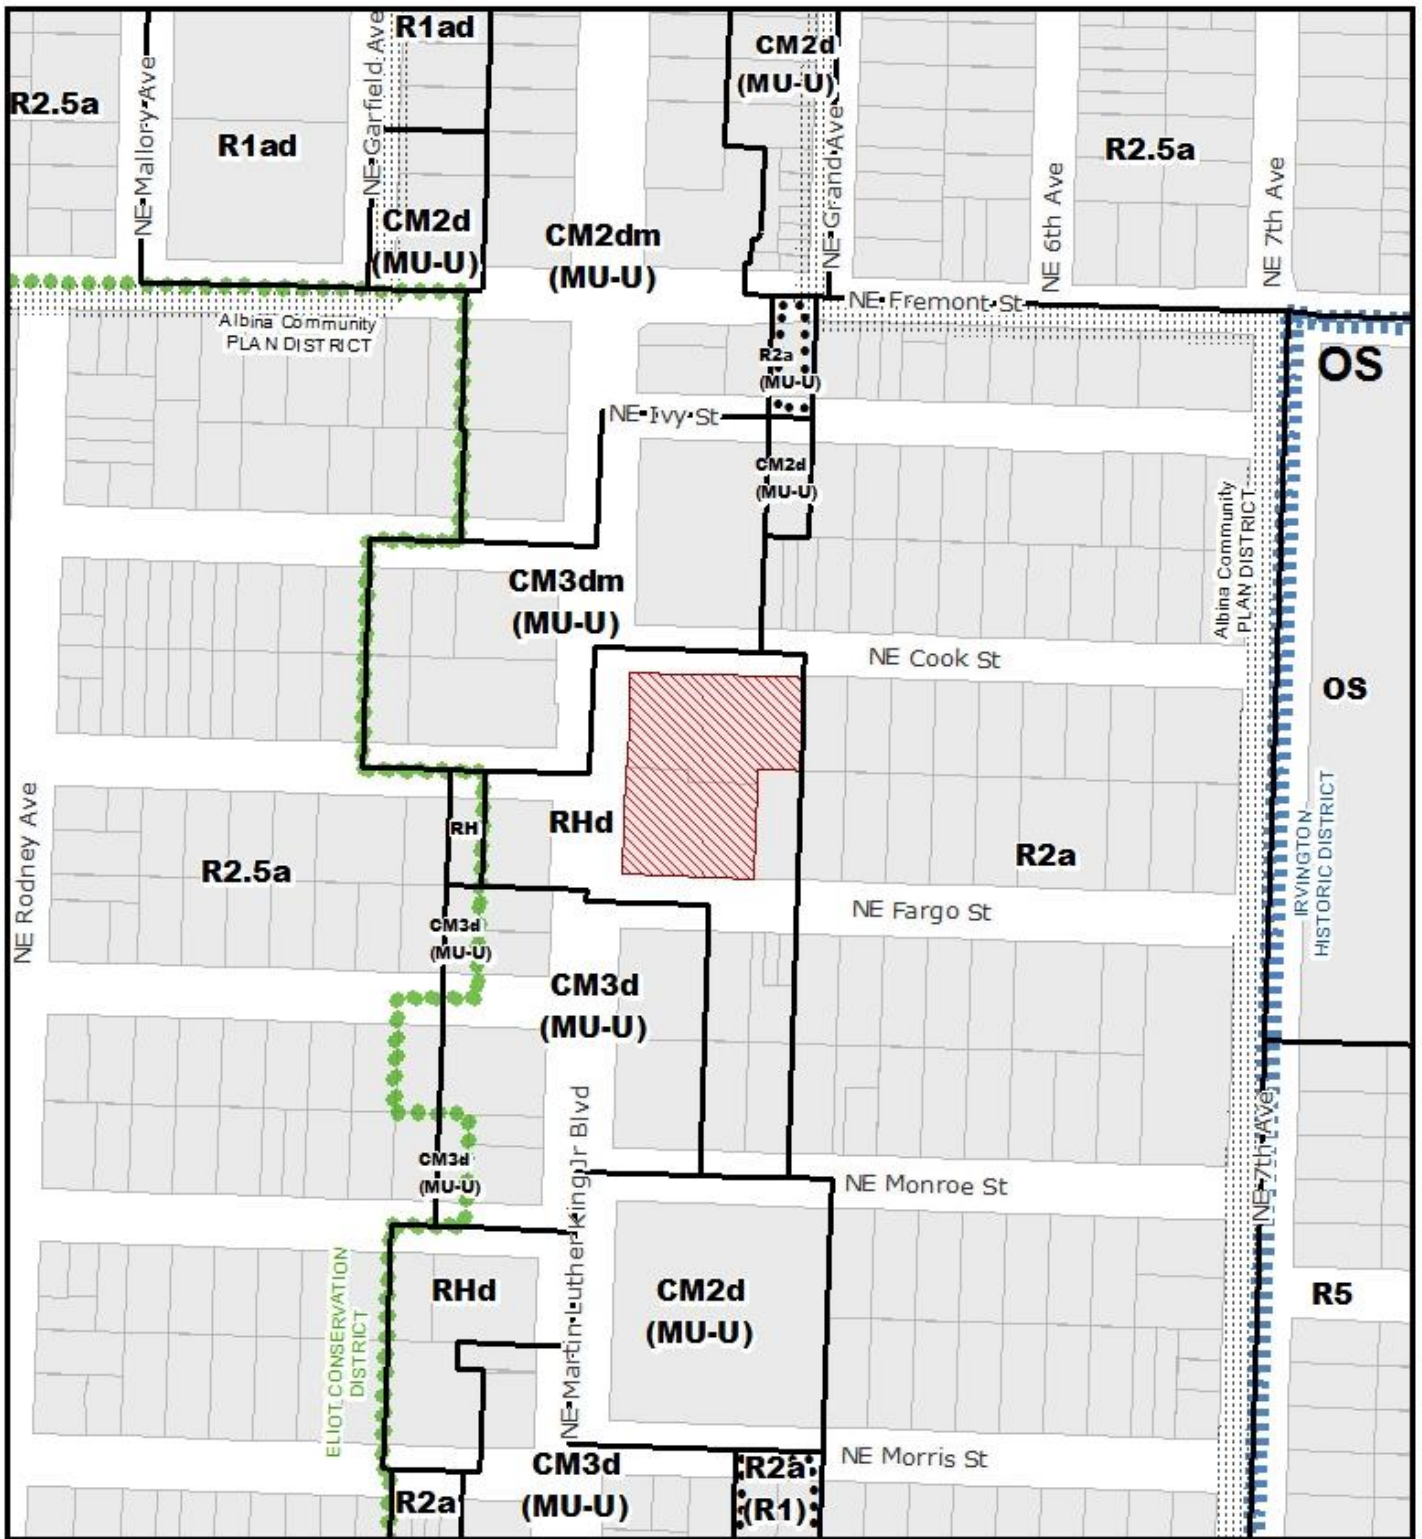 R1ad
CM2d
(MU-U)
R2.5a
NE Mallory Ave
R1ad
NE Garfield Ave
NE Grand Ave
NE 6th Ave
R2.5a
NE 7th Ave
CM2d
(MU-U)
CM2dm
(MU-U)
NE Fremont St
Albina Community
PLAN DISTRICT
R2a
(MU-U)
OS
NE Ivy St
CM2d
(MU-U)
Albina Community
PLAN DISTRICT
CM3dm
(MU-U)
NE Cook St
OS
NE Rodney Ave
RH
RHd
R2.5a
R2a
IRVINGTON
HISTORIC DISTRICT
CM3d
(MU-U)
NE Fargo St
CM3d
(MU-U)
NE Martin Luther King Jr Blvd
NE 7th Ave
CM3d
(MU-U)
NE Monroe St
ELIOT CONSERVATION
DISTRICT
RHd
CM2d
(MU-U)
R5
NE Morris St
CM3d
(MU-U)
R2a
(R1)
R2a